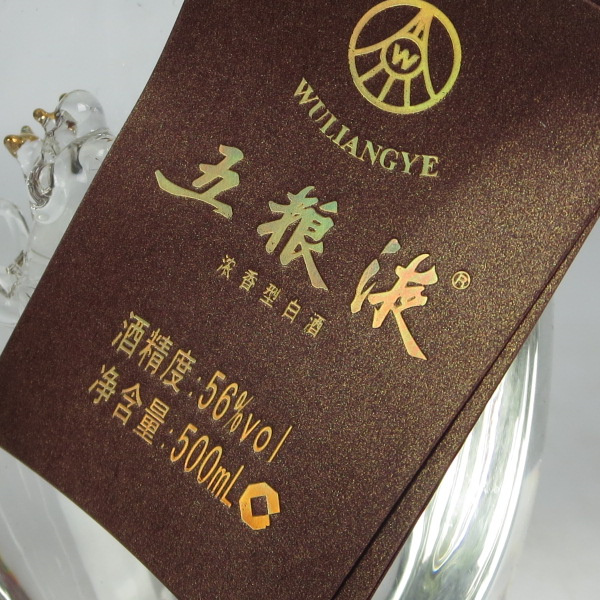 W
WULIANGYE
五粮液®
浓香型白酒
酒精度:56%vol
净含量:500mL